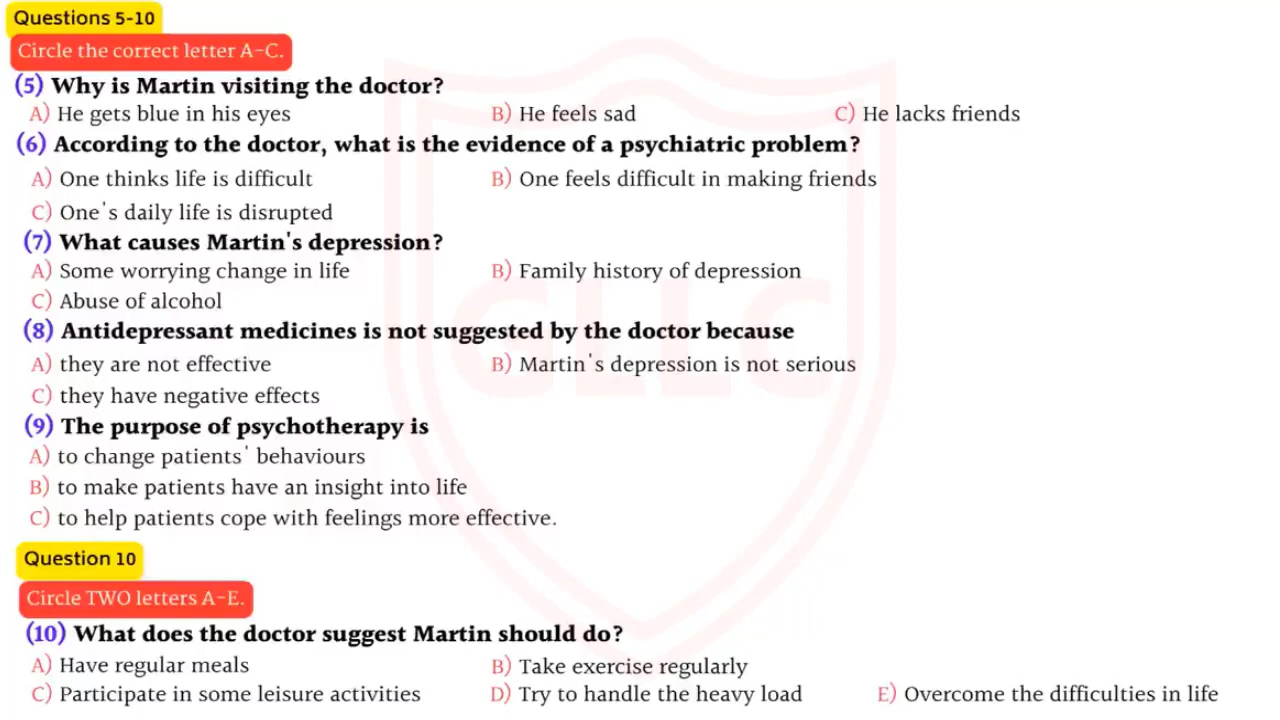 Questions 5-10
Circle the correct letter A-C.
(5) Why is Martin visiting the doctor?
A) He gets blue in his eyes B) He feels sad C) He lacks friends
(6) According to the doctor, what is the evidence of a psychiatric problem?
A) One thinks life is difficult B) One feels difficult in making friends
C) One's daily life is disrupted
(7) What causes Martin's depression?
A) Some worrying change in life B) Family history of depression
C) Abuse of alcohol
(8) Antidepressant medicines is not suggested by the doctor because
A) they are not effective B) Martin's depression is not serious
C) they have negative effects
(9) The purpose of psychotherapy is
A) to change patients' behaviours
B) to make patients have an insight into life
C) to help patients cope with feelings more effective.
Question 10
Circle TWO letters A-E.
(10) What does the doctor suggest Martin should do?
A) Have regular meals B) Take exercise regularly
C) Participate in some leisure activities D) Try to handle the heavy load E) Overcome the difficulties in life
CLLC